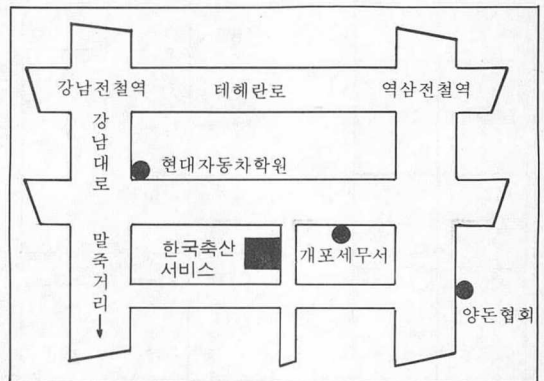 강남전철역
테헤란로
역삼전철역
강남대로
현대자동차학원
말죽거리
한국축산
서비스
개포세무서
양돈협회